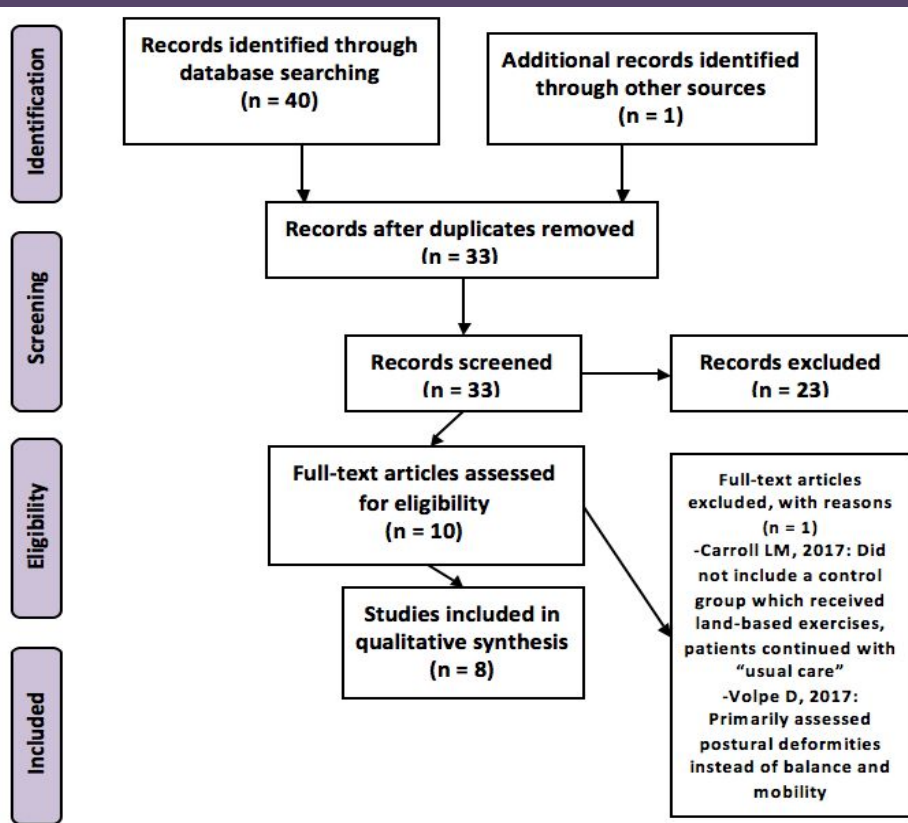 Identification
Records identified through
database searching
(n = 40)
Additional records identified
through other sources
(n = 1)
Records after duplicates removed
(n = 33)
Screening
Records screened
(n = 33)
Records excluded
(n = 23)
Eligibility
Full-text articles assessed
for eligibility
(n = 10)
Full-text articles
excluded, with reasons
(n = 1)
-Carroll LM, 2017: Did
not include a control
group which received
land-based exercises,
patients continued with
“usual care”
-Volpe D, 2017:
Primarily assessed
postural deformities
instead of balance and
mobility
Included
Studies included in
qualitative synthesis
(n = 8)